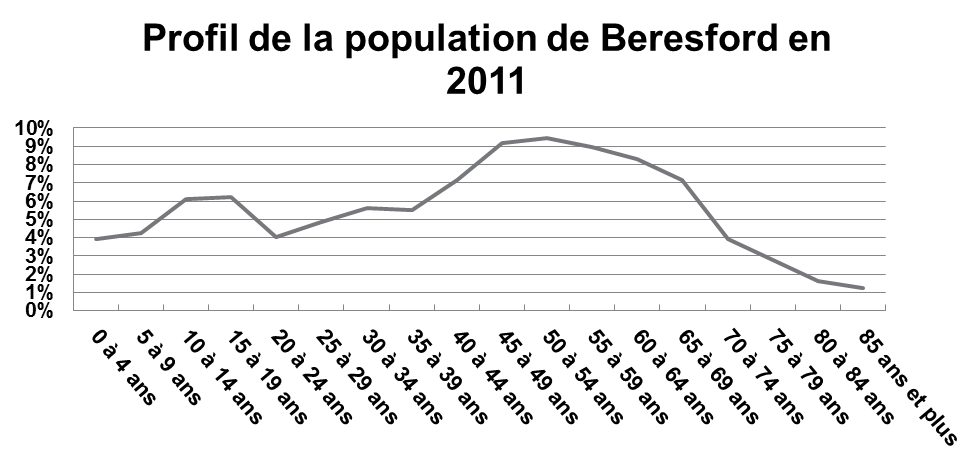 Profil de la population de Beresford en
2011
10%
9%
8%
7%
6%
5%
4%
3%
2%
1%
0%
0 à 4 ans
5 à 9 ans
10 à 14 ans
15 à 19 ans
20 à 24 ans
25 à 29 ans
30 à 34 ans
35 à 39 ans
40 à 44 ans
45 à 49 ans
50 à 54 ans
55 à 59 ans
60 à 64 ans
65 à 69 ans
70 à 74 ans
75 à 79 ans
80 à 84 ans
85 ans et plus